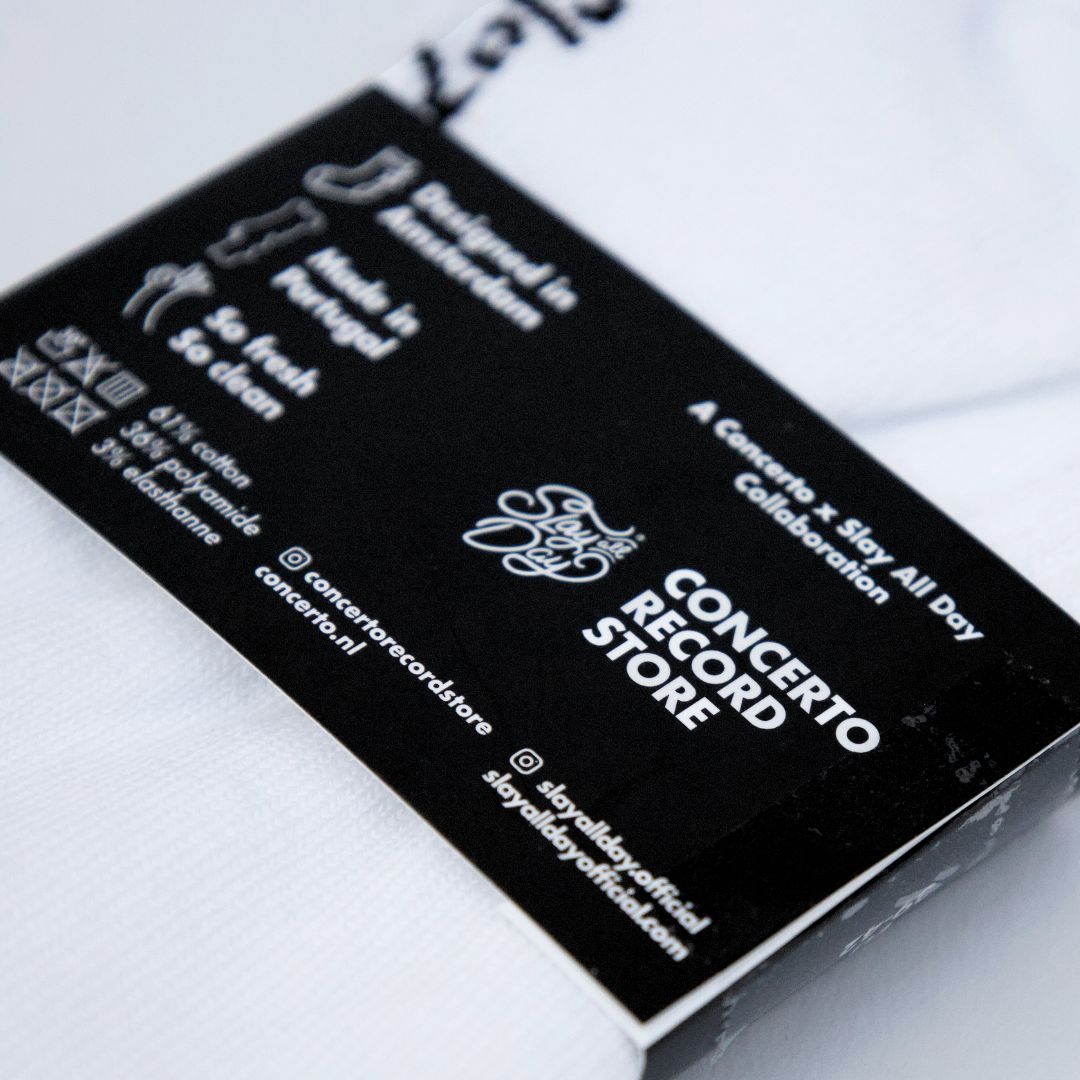 Designed in
Amsterdam
Made in
Portugal
So fresh
So clean
61% cotton
36% polyamide
3% elasthanne
A Concerto x Slay All Day
Collaboration
Slay all
Day
CONCERTO
RECORD
STORE
concertorecordstore
concerto.nl
slayallday.official
slayalldayofficial.com